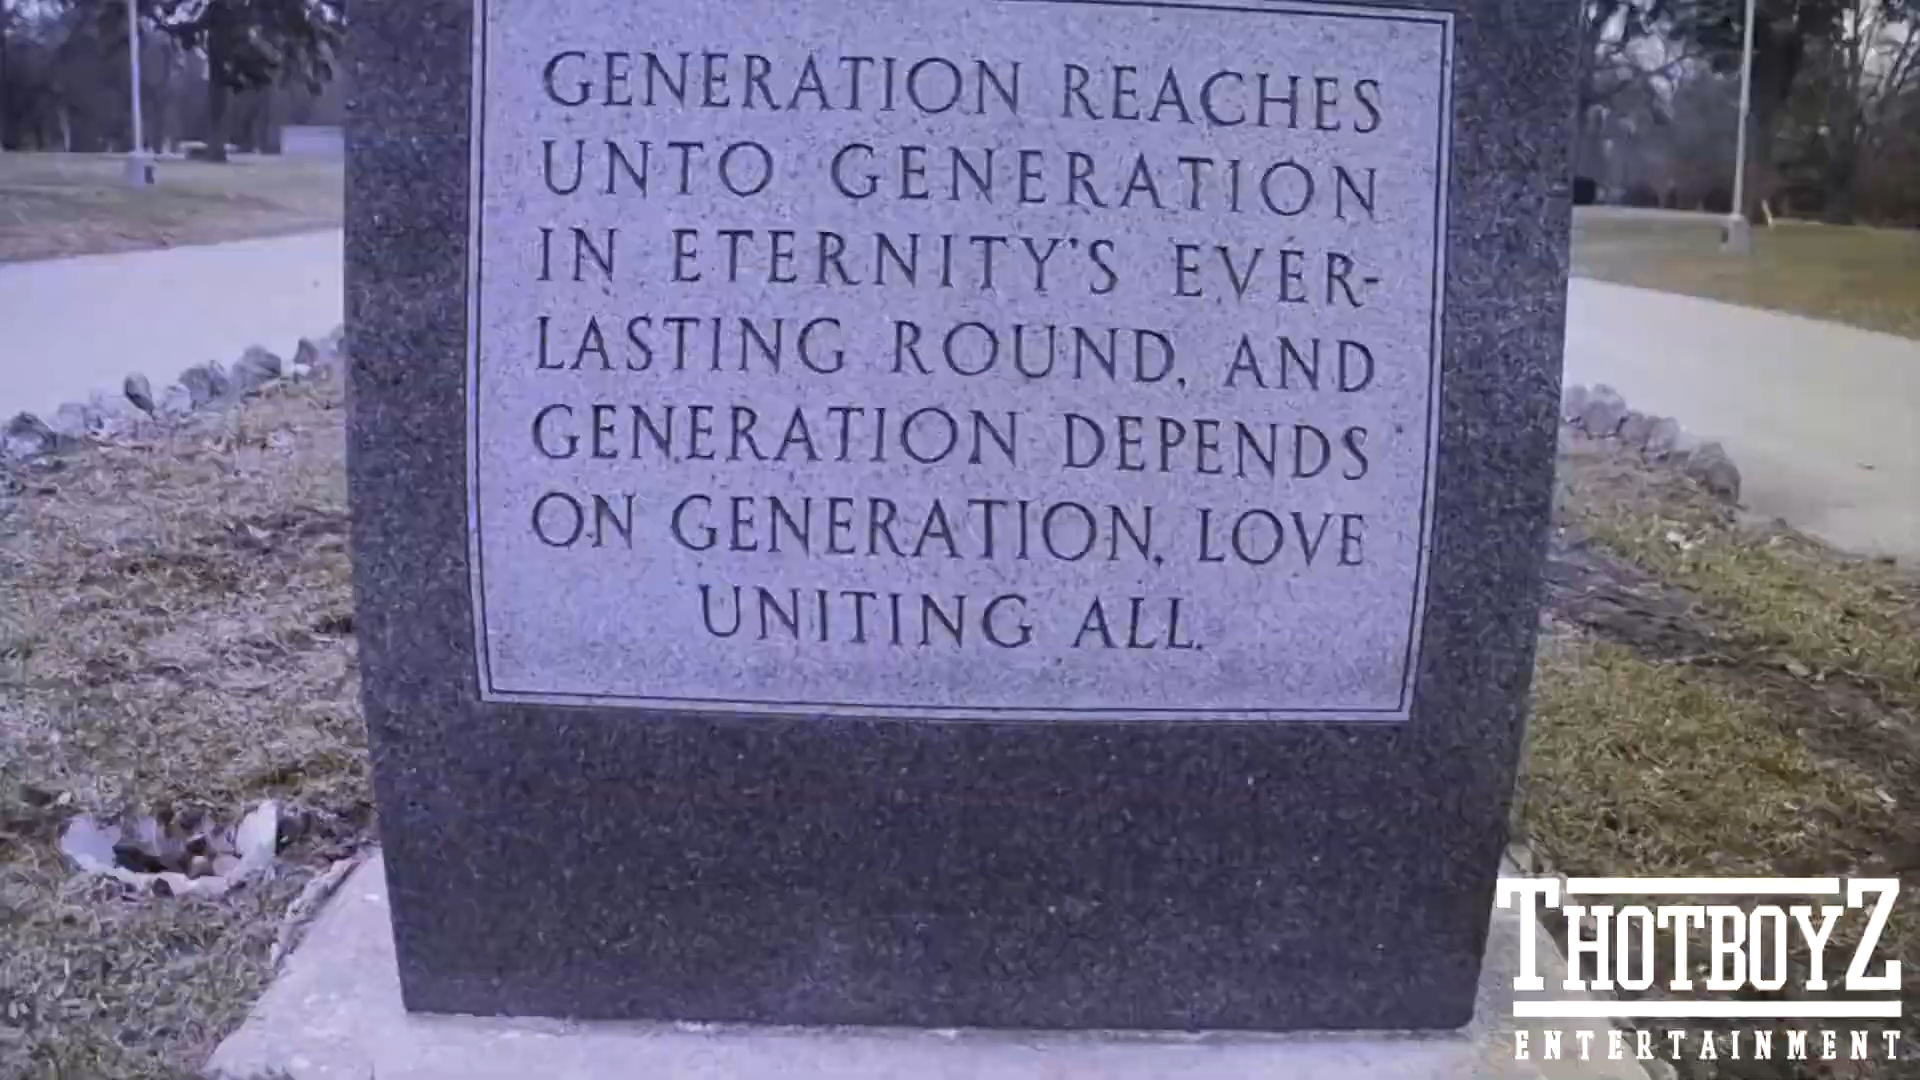 GENERATION REACHES
UNTO GENERATION
IN ETERNITY'S EVER-
LASTING ROUND, AND
GENERATION DEPENDS
ON GENERATION, LOVE
UNITING ALL.
THOTBOYZ
ENTERTAINMENT